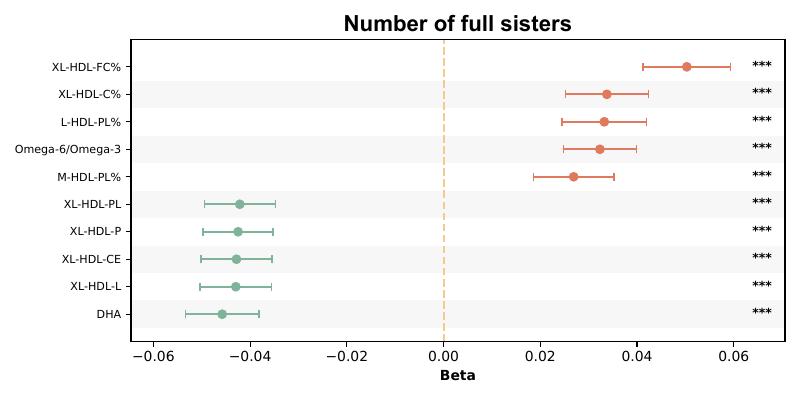 Number of full sisters
XL-HDL-FC% ***
XL-HDL-C% ***
L-HDL-PL% ***
Omega-6/Omega-3 ***
M-HDL-PL% ***
XL-HDL-PL ***
XL-HDL-P ***
XL-HDL-CE ***
XL-HDL-L ***
DHA ***
−0.06 −0.04 −0.02 0.00 0.02 0.04 0.06
Beta